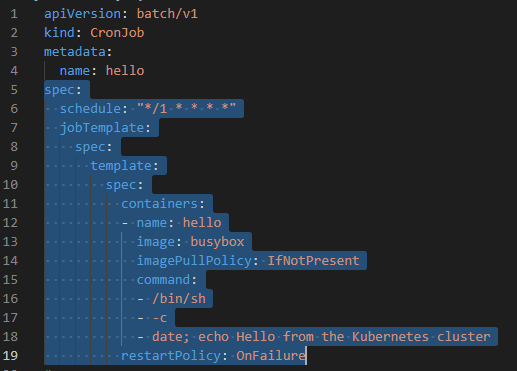 1 apiVersion: batch/v1
2 kind: CronJob
3 metadata:
4   name: hello
5 spec:
6   schedule: "*/1 * * * *"
7   jobTemplate:
8     spec:
9       template:
10         spec:
11           containers:
12           - name: hello
13             image: busybox
14             imagePullPolicy: IfNotPresent
15             command:
16             - /bin/sh
17             - -c
18             - date; echo Hello from the Kubernetes cluster
19           restartPolicy: OnFailure